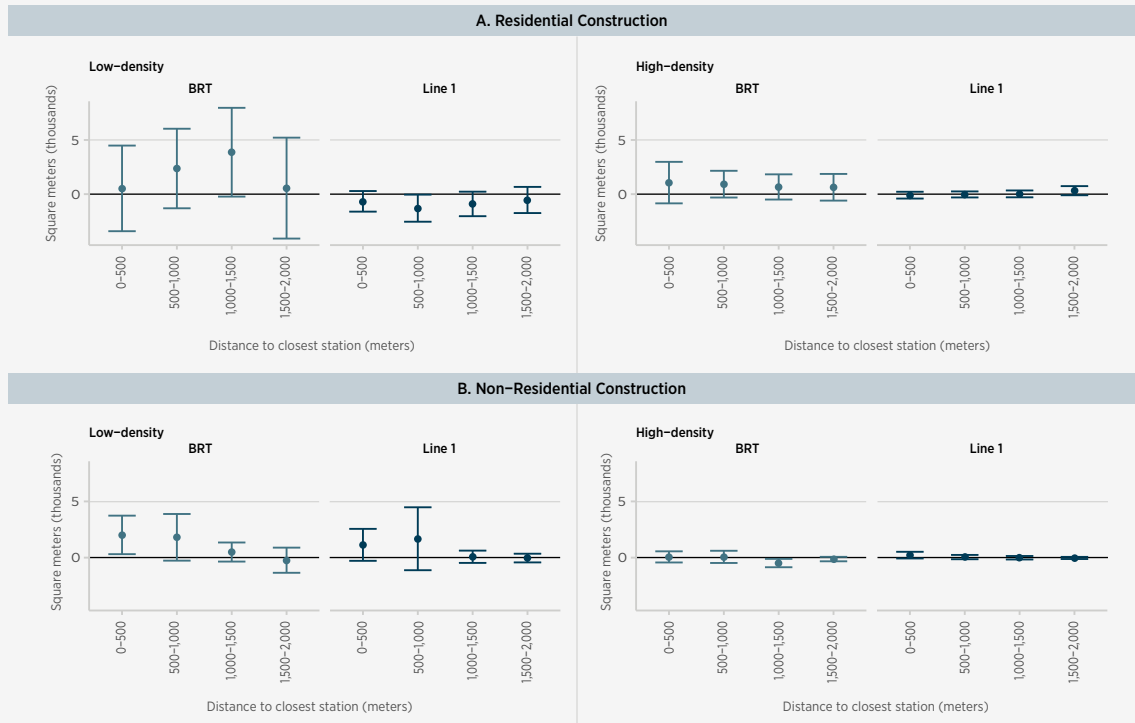 A. Residential Construction
Low–density
BRT
Line 1
Square meters (thousands)
5
0
0–500
500–1,000
1,000–1,500
1,500–2,000
0–500
500–1,000
1,000–1,500
1,500–2,000
Distance to closest station (meters)
High–density
BRT
Line 1
Square meters (thousands)
5
0
0–500
500–1,000
1,000–1,500
1,500–2,000
0–500
500–1,000
1,000–1,500
1,500–2,000
Distance to closest station (meters)
B. Non–Residential Construction
Low–density
BRT
Line 1
Square meters (thousands)
5
0
0–500
500–1,000
1,000–1,500
1,500–2,000
0–500
500–1,000
1,000–1,500
1,500–2,000
Distance to closest station (meters)
High–density
BRT
Line 1
Square meters (thousands)
5
0
0–500
500–1,000
1,000–1,500
1,500–2,000
0–500
500–1,000
1,000–1,500
1,500–2,000
Distance to closest station (meters)